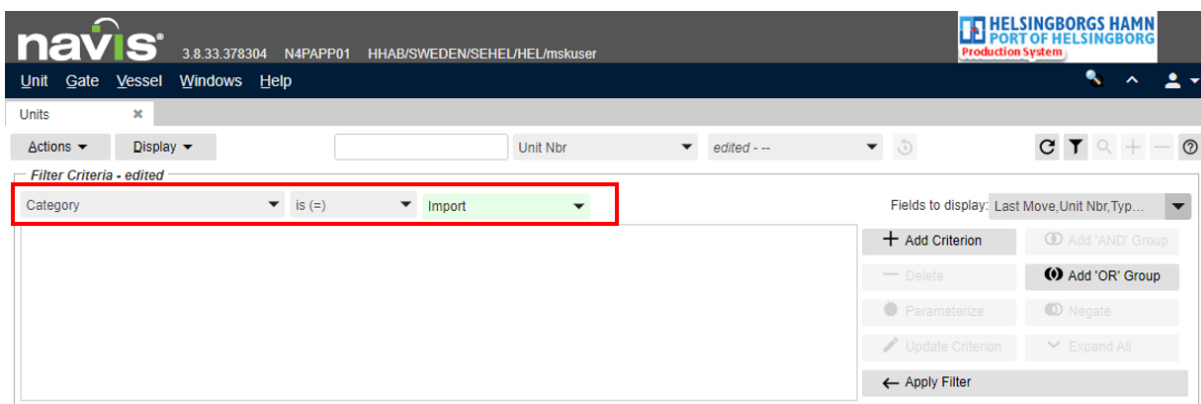 navis® 3.8.33.378304 N4PAPP01 HHAB/SWEDEN/SEHEL/HEL/mskuser
HELSINGBORGS HAMN
PORT OF HELSINGBORG
Production System
Unit Gate Vessel Windows Help
Units
Actions Display Unit Nbr edited - --
Filter Criteria - edited
Category is (=) Import Fields to display: Last Move,Unit Nbr,Typ...
Add Criterion Add 'AND' Group
Delete Add 'OR' Group
Parameterize Negate
Update Criterion Expand All
Apply Filter